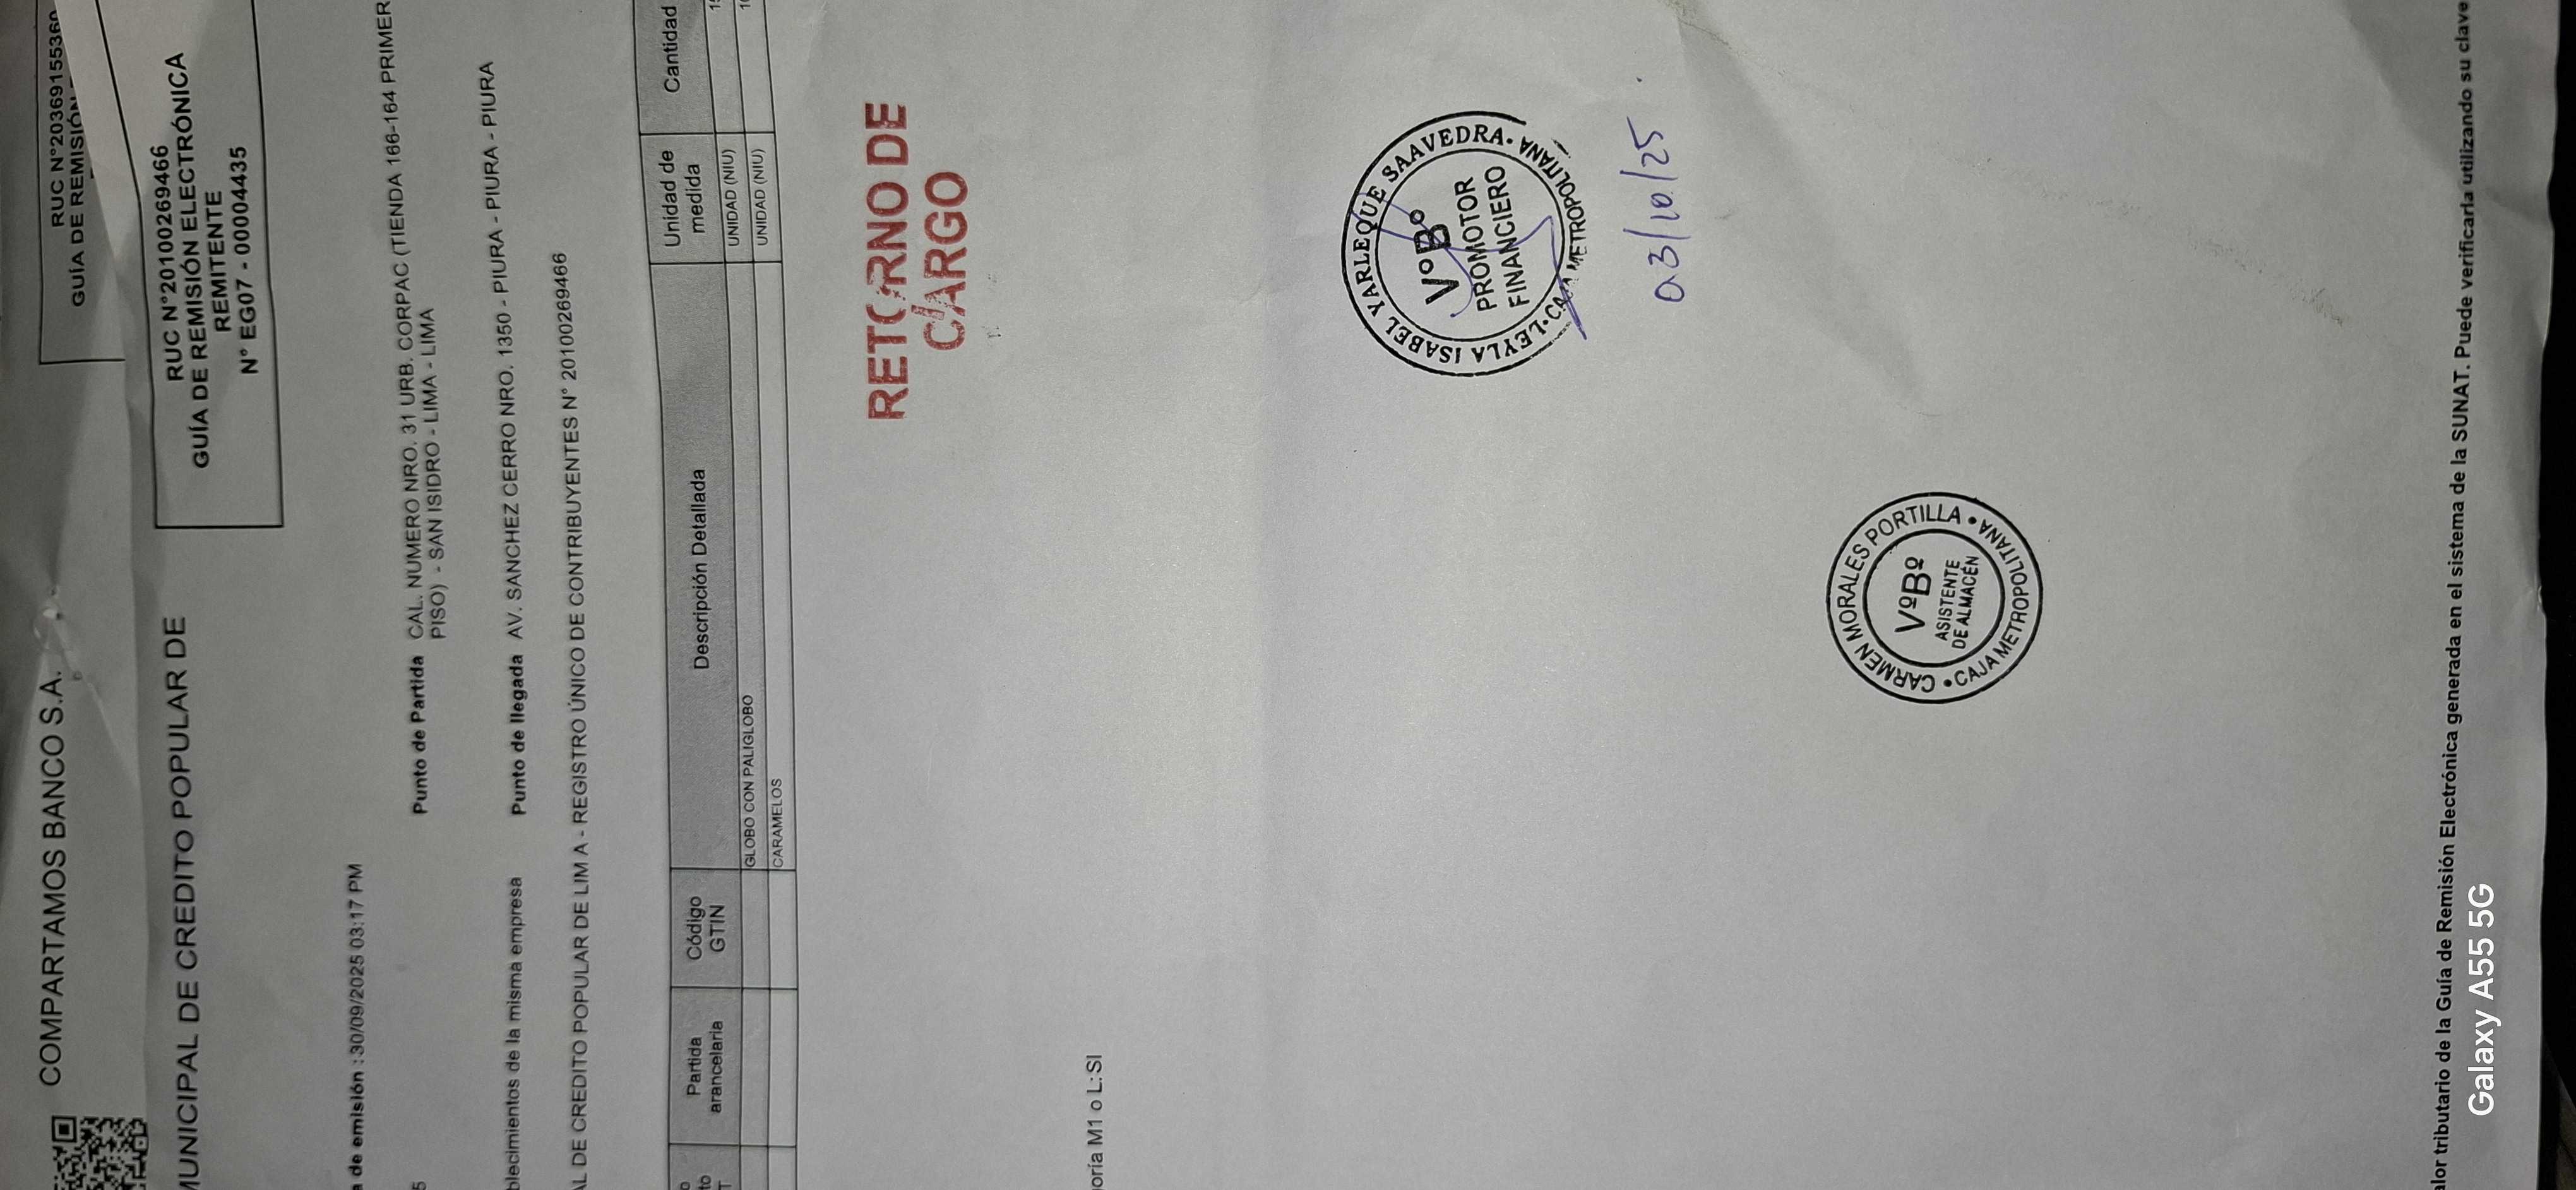 COMPARTAMOS BANCO S.A.
RUC N°20369155360
GUÍA DE REMISIÓN
MUNICIPAL DE CREDITO POPULAR DE
RUC N°20100269466
GUÍA DE REMISIÓN ELECTRÓNICA
REMITENTE
N° EG07 - 00004435
de emisión :30/09/2025 03:17 PM
Punto de Partida CAL. NUMERO NRO. 31 URB. CORPAC (TIENDA 166-164 PRIMER
PISO) - SAN ISIDRO - LIMA - LIMA
blecimientos de la misma empresa
Punto de llegada AV. SANCHEZ CERRO NRO. 1350 - PIURA - PIURA - PIURA
AL DE CREDITO POPULAR DE LIM A - REGISTRO ÚNICO DE CONTRIBUYENTES N° 20100269466
Partida arancelaria
Código GTIN
Descripción Detallada
Unidad de medida
Cantidad
GLOBO CON PALIGLOBO UNIDAD (NIU)
CARAMELOS UNIDAD (NIU)
RETORNO DE
CARGO
oría M1 o L: SI
LEYLA ISABEL YARLEQUE SAAVEDRA
VºBº
PROMOTOR
FINANCIERO
METROPOLITANA
03/10/25
CARMEN MORALES PORTILLA
VºBº
ASISTENTE
DE ALMACÉN
CAJA METROPOLITANA
alor tributario de la Guía de Remisión Electrónica generada en el sistema de la SUNAT. Puede verificarla utilizando su clave
Galaxy A55 5G